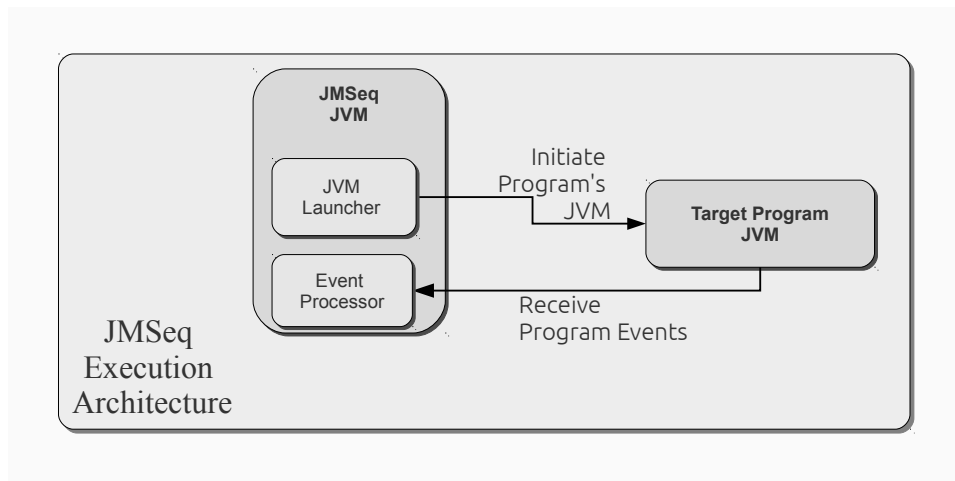 JMSeq
JVM
JVM
Launcher
Event
Processor
Initiate
Program's
JVM
Target Program
JVM
Receive
Program Events
JMSeq
Execution
Architecture